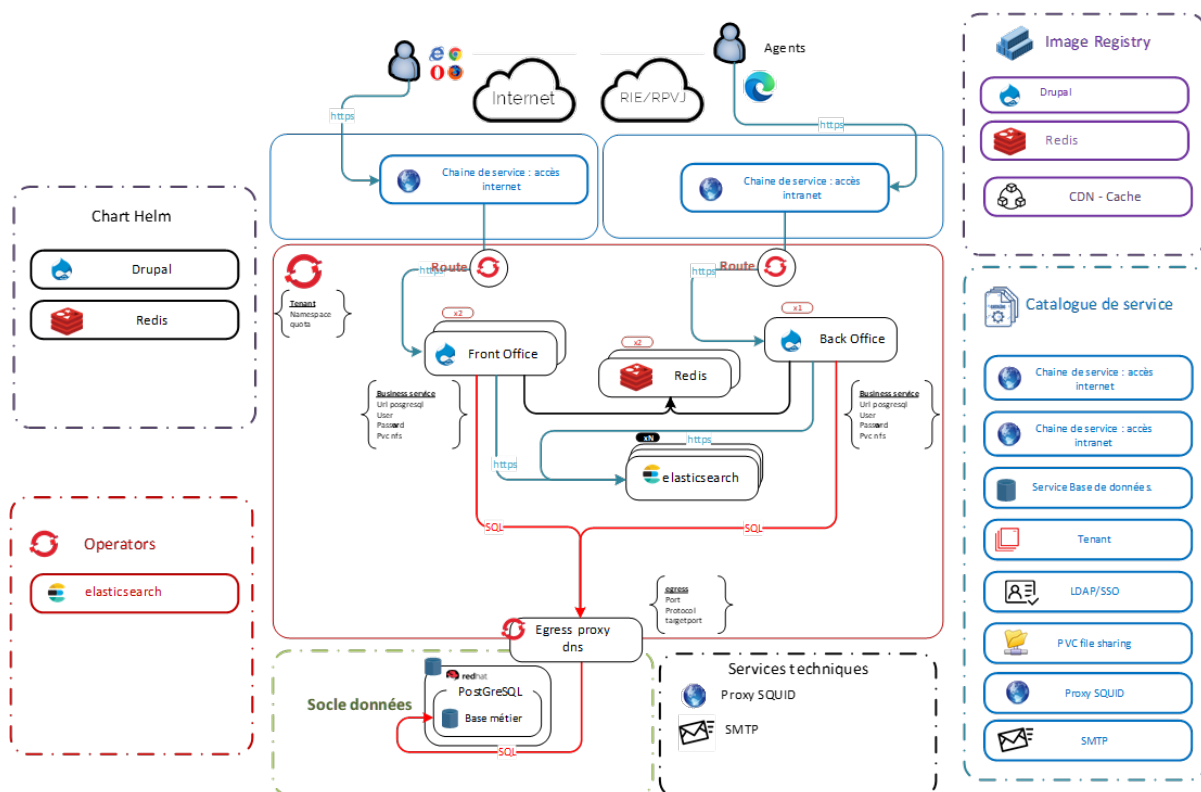 Agents
Internet
RIE/RPVJ
https
https
Chaine de service : accès
internet
Chaine de service : accès
intranet
Image Registry
Drupal
Redis
CDN - Cache
Chart Helm
Drupal
Redis
Route
https
Route
https
Tenant
Namespace
quota
x2
Front Office
x2
Redis
x1
Back Office
Business service
Url posgresql
User
Passord
Pvc nfs
Business service
Url posgresql
User
Passord
Pvc nfs
xN
https
https
elasticsearch
SQL
SQL
egress
Port
Protocol
targetport
Egress proxy
dns
Operators
elasticsearch
Catalogue de service
Chaine de service : accès
internet
Chaine de service : accès
intranet
Service Base de données.
Tenant
LDAP/SSO
PVC file sharing
Proxy SQUID
SMTP
Socle données
redhat
PostGreSQL
Base métier
SQL
Services techniques
Proxy SQUID
SMTP